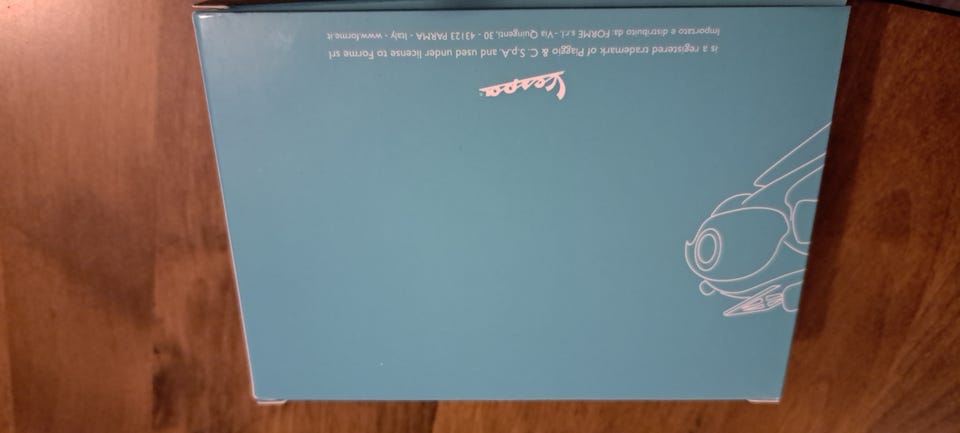 Vespa
is a registered trademark of Piaggio & C. S.p.A. and used under license to Forme srl
Importato e distribuito da: FORME s.r.l. - Via Quingenti, 30 - 43123 PARMA - Italy - www.forme.it